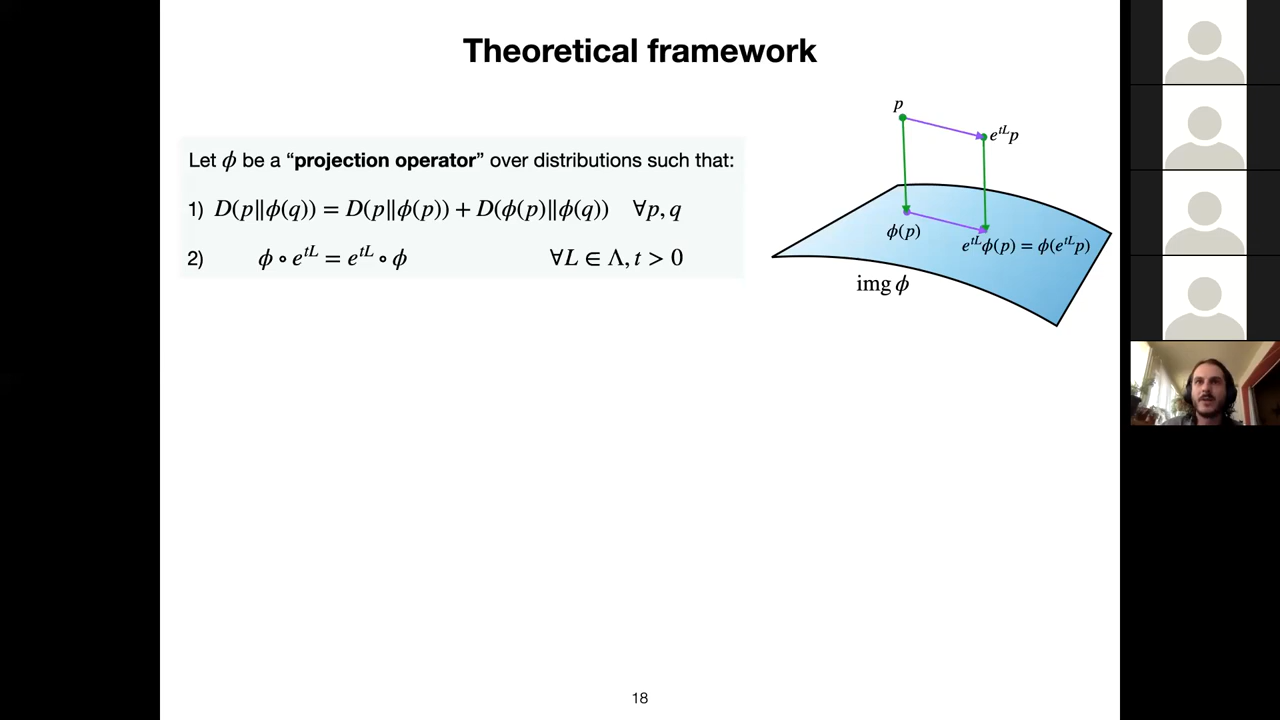 Theoretical framework
Let ϕ be a “projection operator” over distributions such that:
1) D(p‖ϕ(q)) = D(p‖ϕ(p)) + D(ϕ(p)‖ϕ(q)) ∀p, q
2) ϕ ∘ e^{tL} = e^{tL} ∘ ϕ ∀L ∈ Λ, t > 0
p
e^{tL}p
ϕ(p)
e^{tL}ϕ(p) = ϕ(e^{tL}p)
img ϕ
18